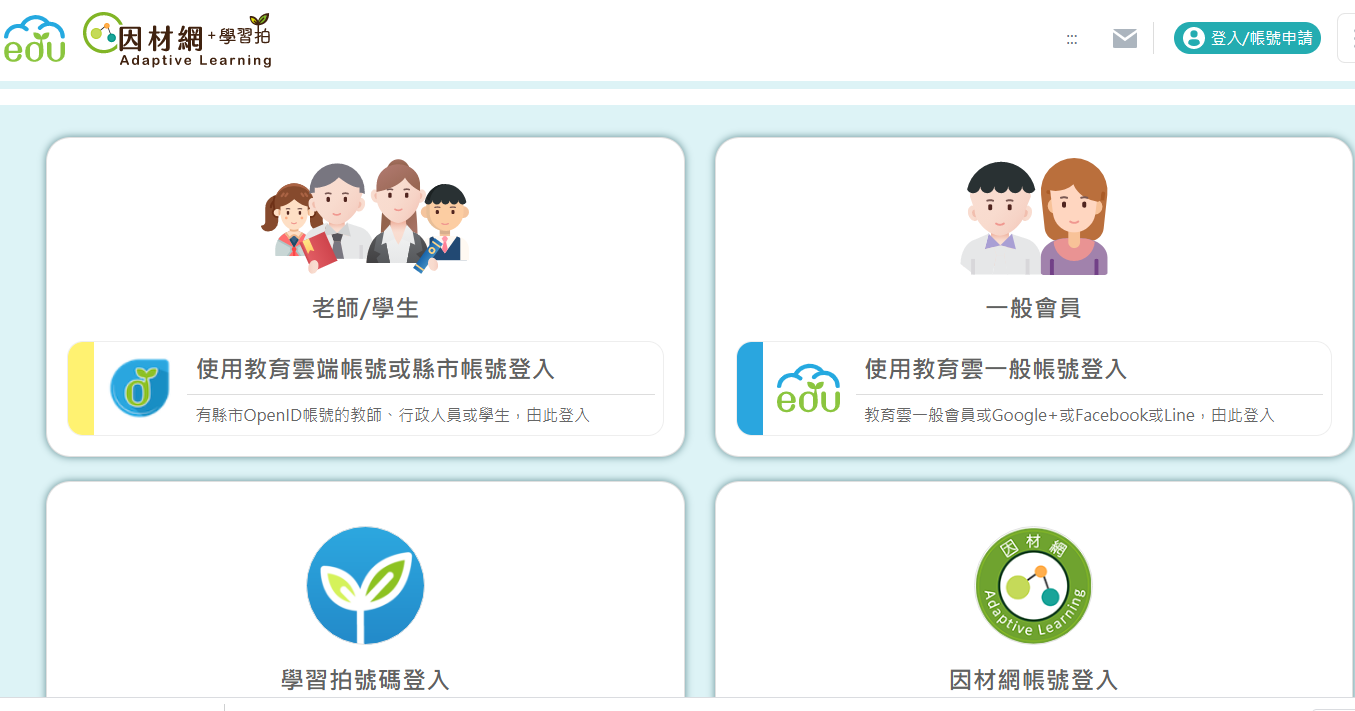 edu
因材網+學習拍
Adaptive Learning
:::
登入/帳號申請
老師/學生
使用教育雲端帳號或縣市帳號登入
有縣市OpenID帳號的教師、行政人員或學生，由此登入
一般會員
edu
使用教育雲一般帳號登入
教育雲一般會員或Google+或Facebook或Line，由此登入
學習拍號碼登入
因材網
Adaptive Learning
因材網帳號登入